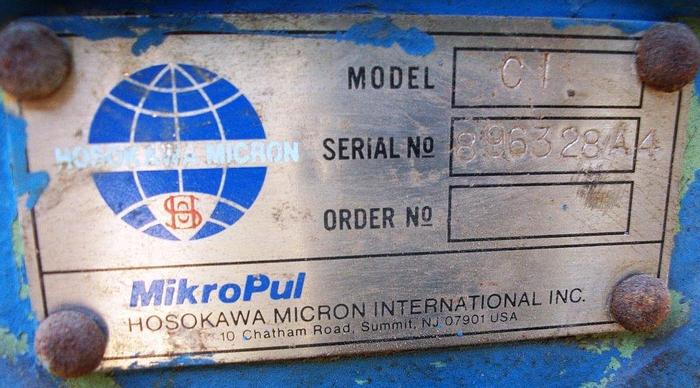 MODEL C I
HOSOKAWA MICRON
SERIAL NO 896328A4
ORDER NO
HS
MikroPul
HOSOKAWA MICRON INTERNATIONAL INC.
10 Chatham Road, Summit, NJ 07901 USA